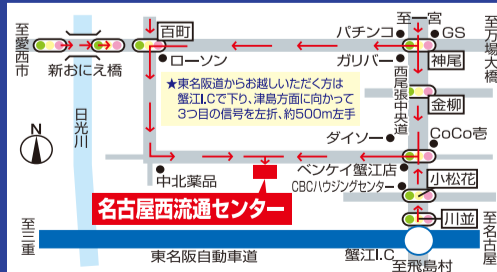 至愛西市
新おにえ橋
百町
ローソン
パチンコ
ガリバー
至一宮
GS
至万場大橋
神尾
西尾張中央道
金柳
★東名阪道からお越しいただく方は
蟹江I.Cで下り、津島方面に向かって
3つ目の信号を左折、約500m左手
日光川
N
ダイソー
CoCo壱
中北薬品
ベンケイ蟹江店
CBCハウジングセンター
小松花
名古屋西流通センター
川並
至三重
東名阪自動車道
蟹江I.C
至飛島村
至名古屋